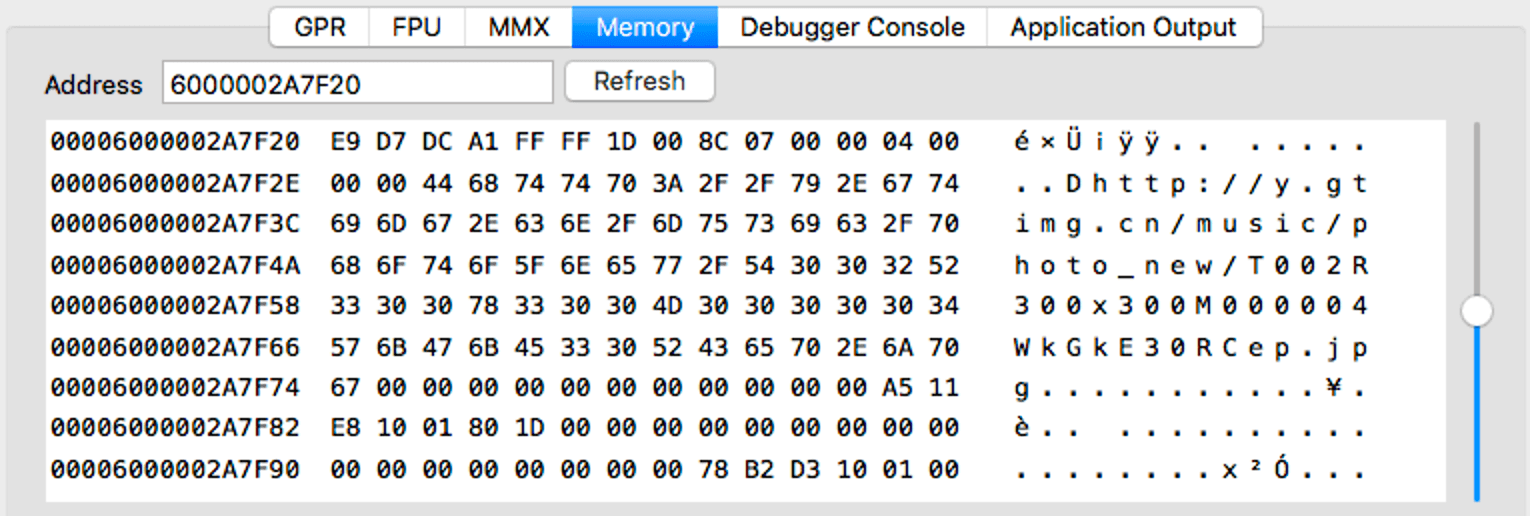 GPR FPU MMX Memory Debugger Console Application Output
Address 6000002A7F20 Refresh
00006000002A7F20 E9 D7 DC A1 FF FF 1D 00 8C 07 00 00 04 00 é×Ü¡ÿÿ.. .....
00006000002A7F2E 00 00 44 68 74 74 70 3A 2F 2F 79 2E 67 74 ..Dhttp://y.gt
00006000002A7F3C 69 6D 67 2E 63 6E 2F 6D 75 73 69 63 2F 70 img.cn/music/p
00006000002A7F4A 68 6F 74 6F 5F 6E 65 77 2F 54 30 30 32 52 hoto_new/T002R
00006000002A7F58 33 30 30 78 33 30 30 4D 30 30 30 30 30 34 300x300M000004
00006000002A7F66 57 6B 47 6B 45 33 30 52 43 65 70 2E 6A 70 WkGkE30RCep.jp
00006000002A7F74 67 00 00 00 00 00 00 00 00 00 00 00 A5 11 g...........¥.
00006000002A7F82 E8 10 01 80 1D 00 00 00 00 00 00 00 00 00 è.. ..........
00006000002A7F90 00 00 00 00 00 00 00 00 78 B2 D3 10 01 00 ........x²Ó...